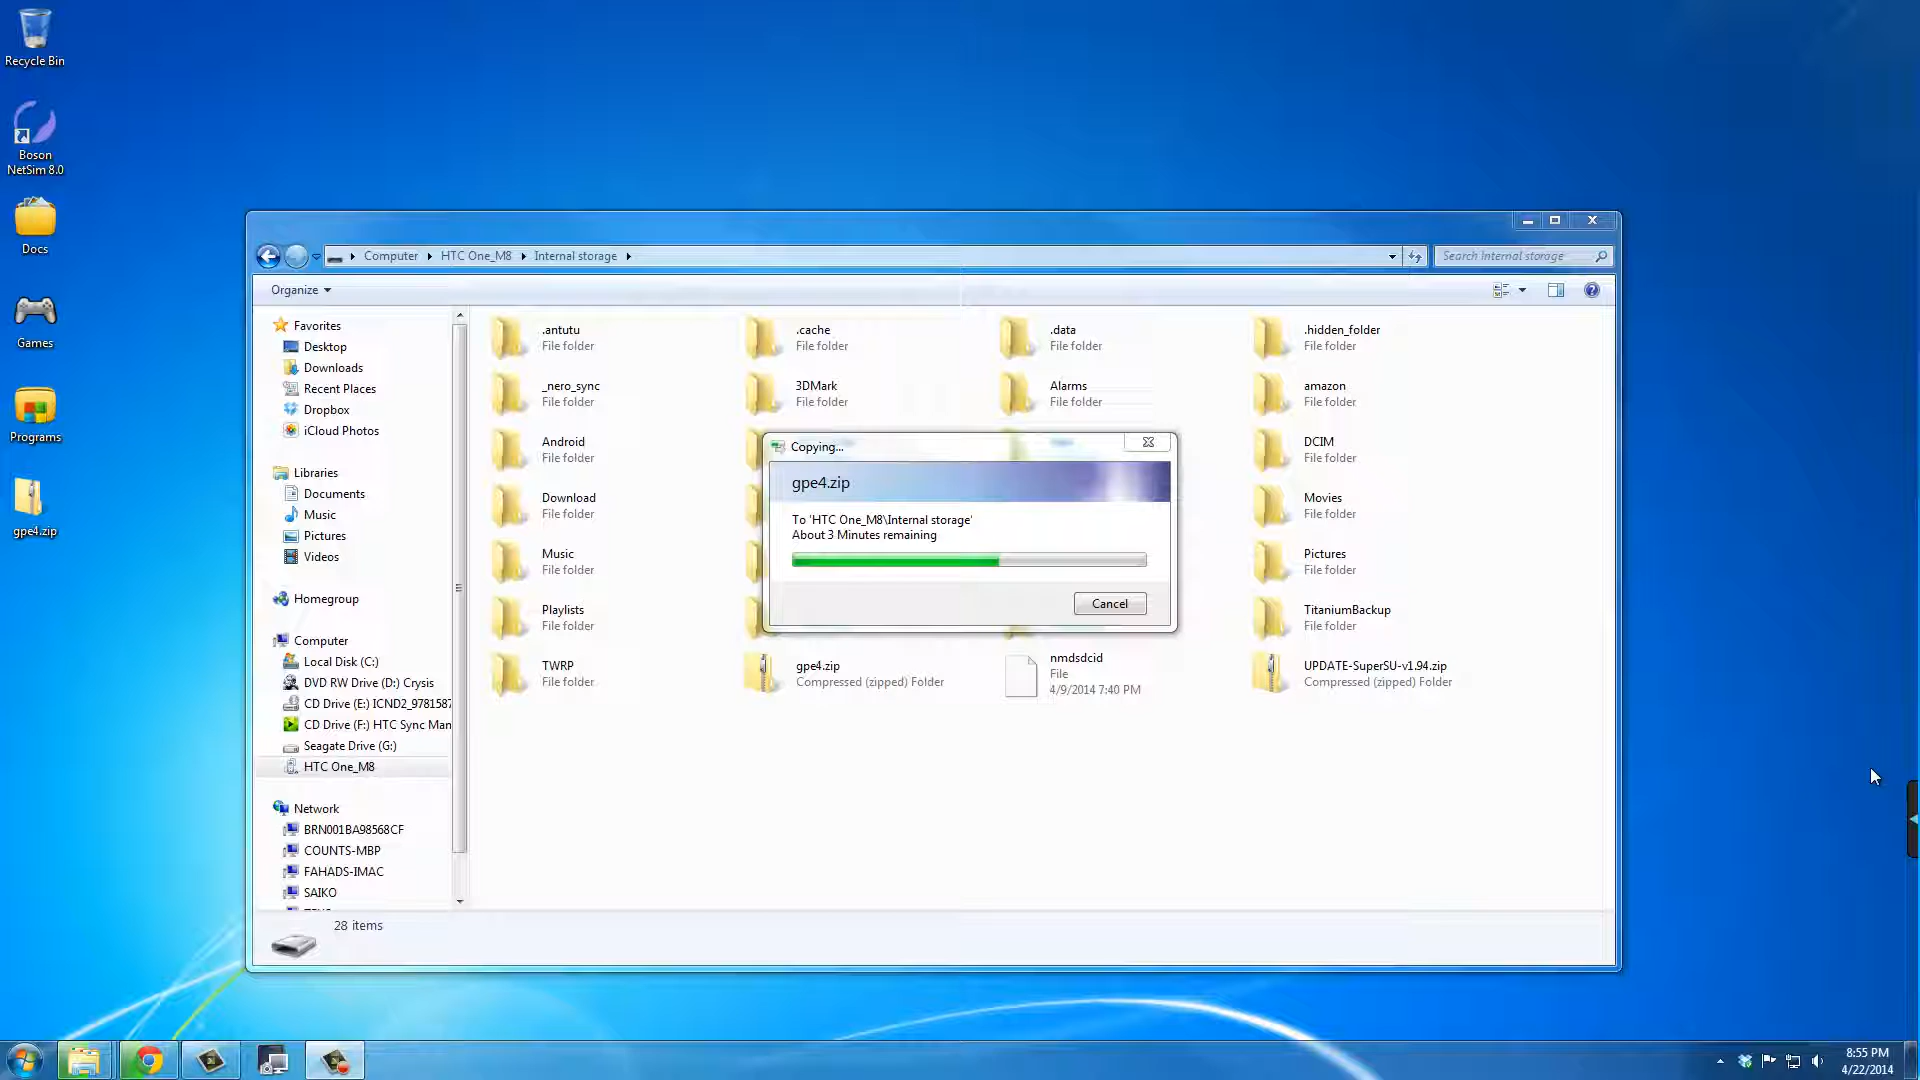 Recycle Bin
Boson
NetSim 8.0
Docs
Games
Programs
gpe4.zip
Computer
HTC One_M8
Internal storage
Search Internal storage
Organize
Favorites
Desktop
Downloads
Recent Places
Dropbox
iCloud Photos
Libraries
Documents
Music
Pictures
Videos
Homegroup
Computer
Local Disk (C:)
DVD RW Drive (D:) Crysis
CD Drive (E:) ICND2_978158
CD Drive (F:) HTC Sync Man
Seagate Drive (G:)
HTC One_M8
Network
BRN001BA98568CF
COUNTS-MBP
FAHADS-IMAC
SAIKO
.antutu
File folder
.cache
File folder
.data
File folder
.hidden_folder
File folder
_nero_sync
File folder
3DMark
File folder
Alarms
File folder
amazon
File folder
Android
File folder
DCIM
File folder
Download
File folder
Movies
File folder
Music
File folder
Pictures
File folder
Playlists
File folder
TitaniumBackup
File folder
TWRP
File folder
gpe4.zip
Compressed (zipped) Folder
nmdsdcid
File
4/9/2014 7:40 PM
UPDATE-SuperSU-v1.94.zip
Compressed (zipped) Folder
Copying...
gpe4.zip
To 'HTC One_M8\Internal storage'
About 3 Minutes remaining
Cancel
28 items
8:55 PM
4/22/2014